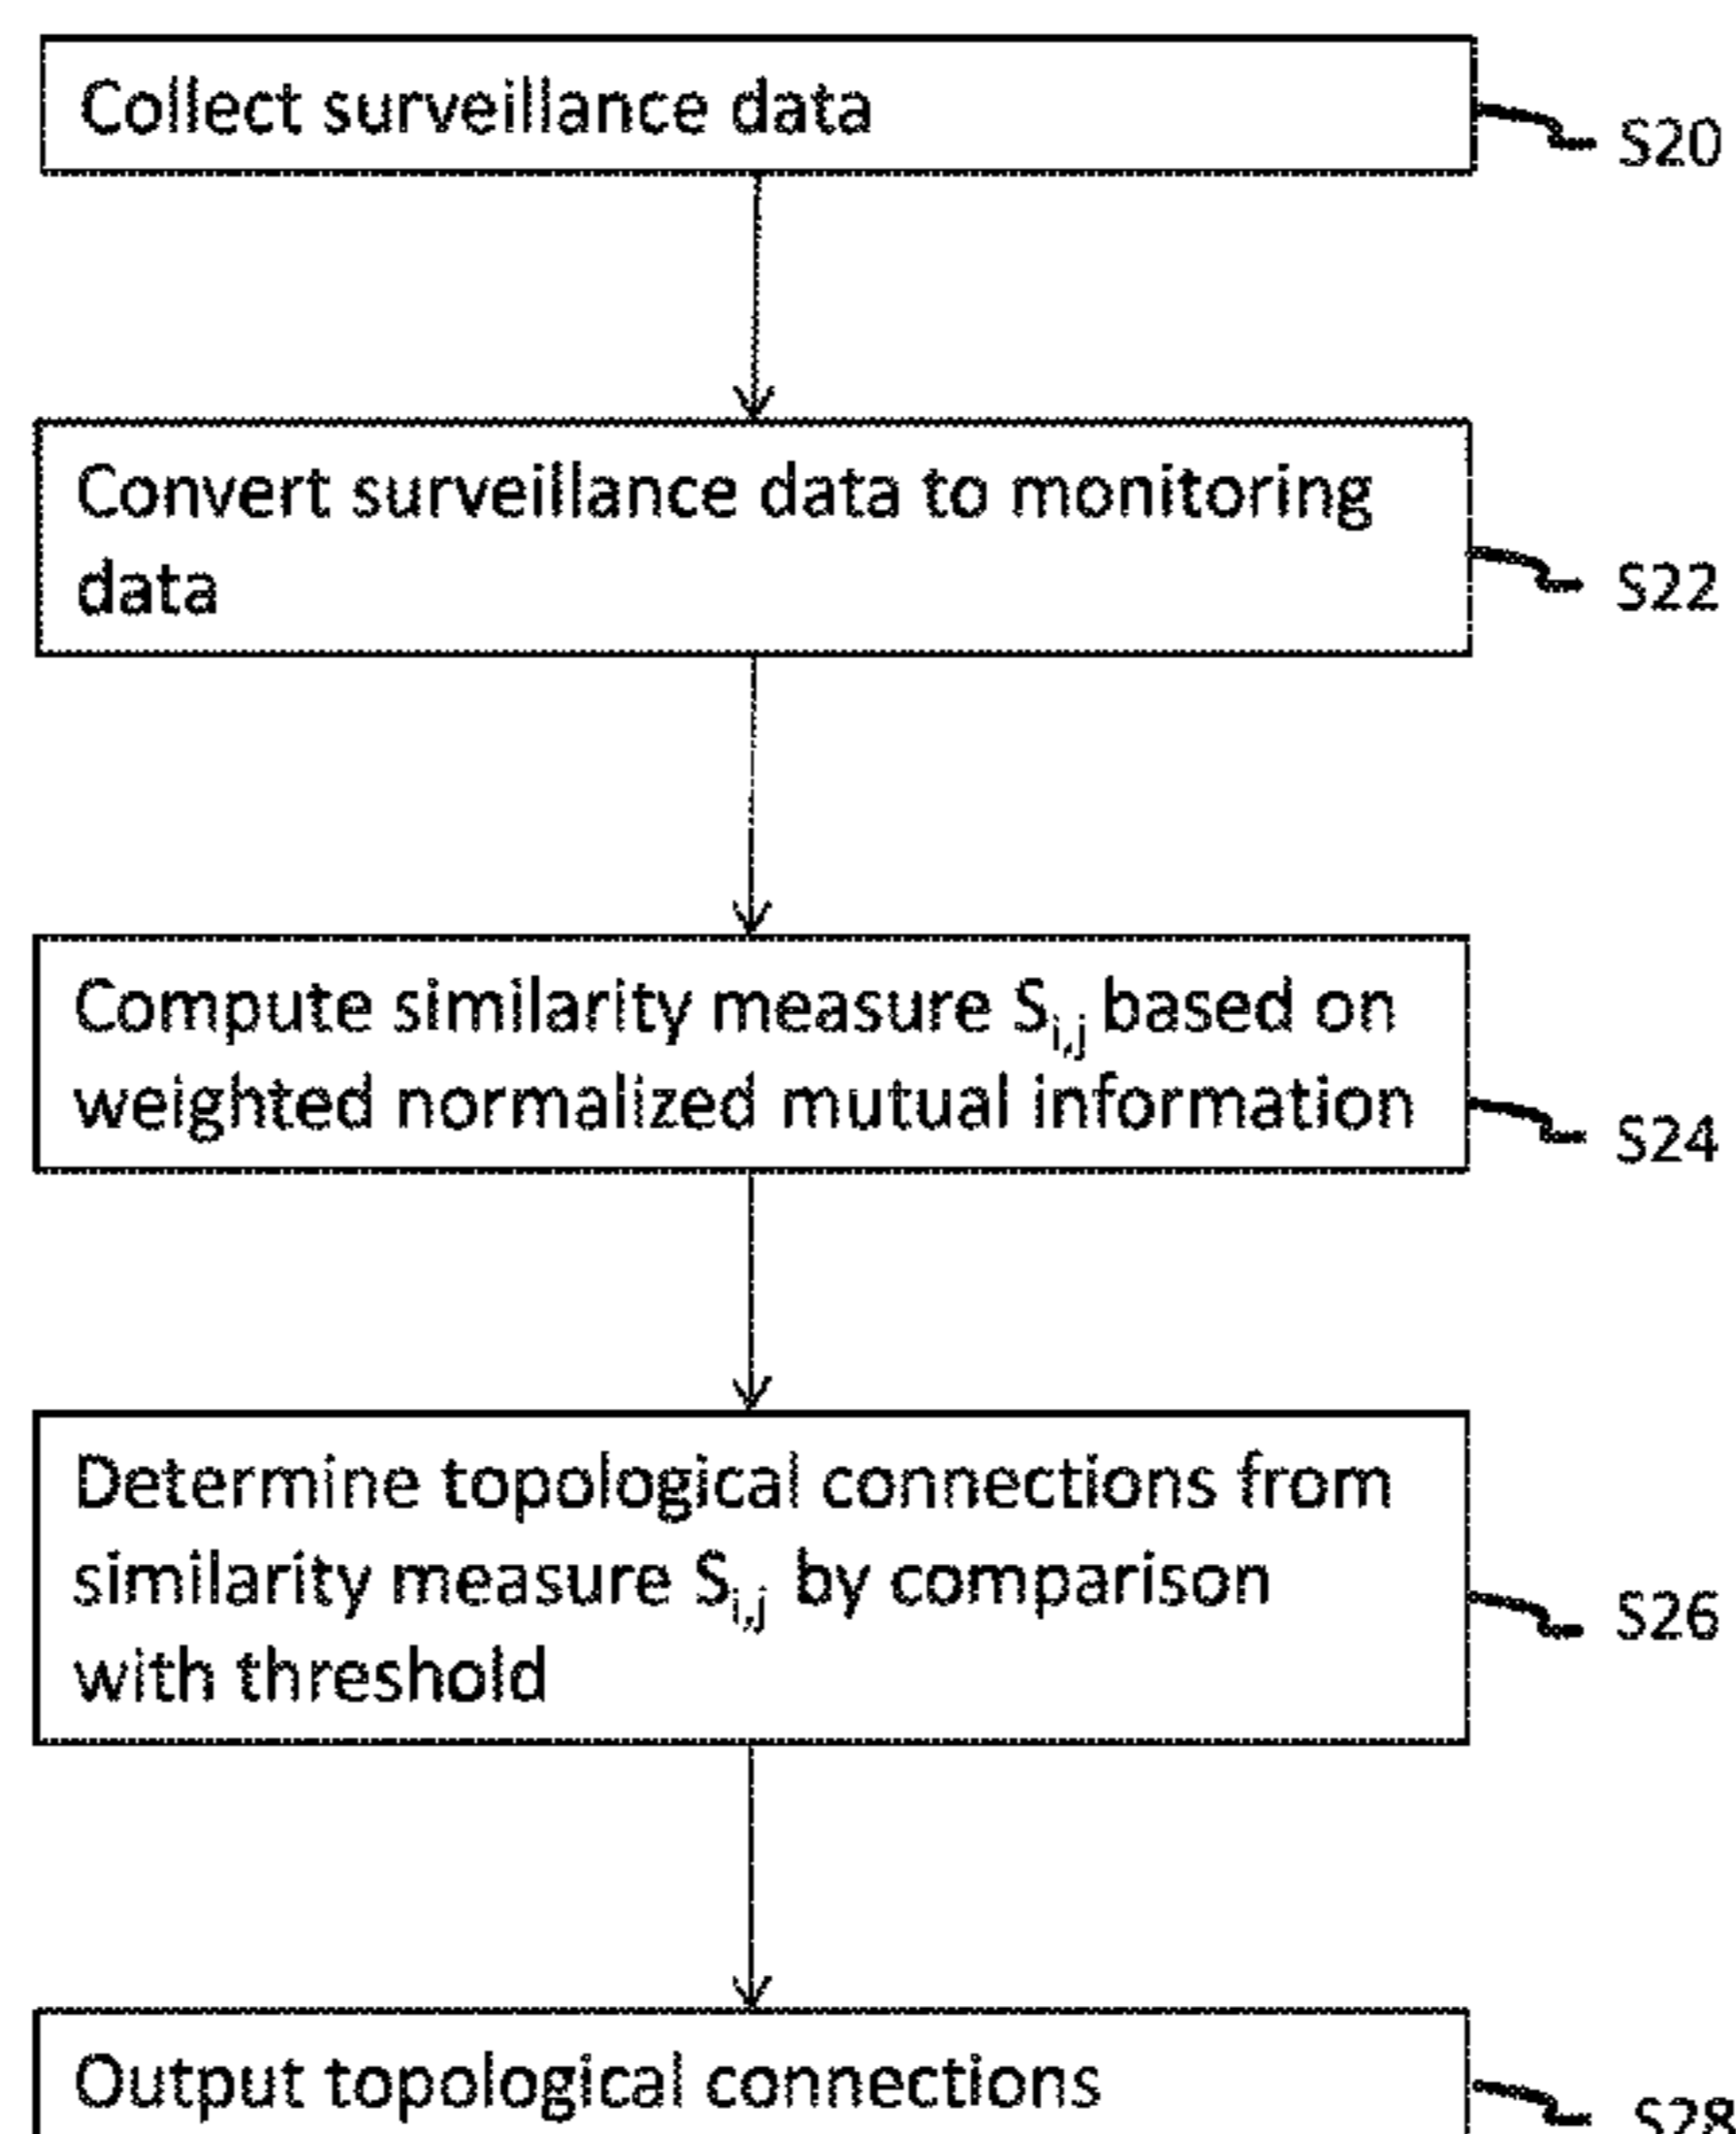 Collect surveillance data
S20
Convert surveillance data to monitoring
data
S22
Compute similarity measure Si,j based on
weighted normalized mutual information
S24
Determine topological connections from
similarity measure Si,j by comparison
with threshold
S26
Output topological connections
S28